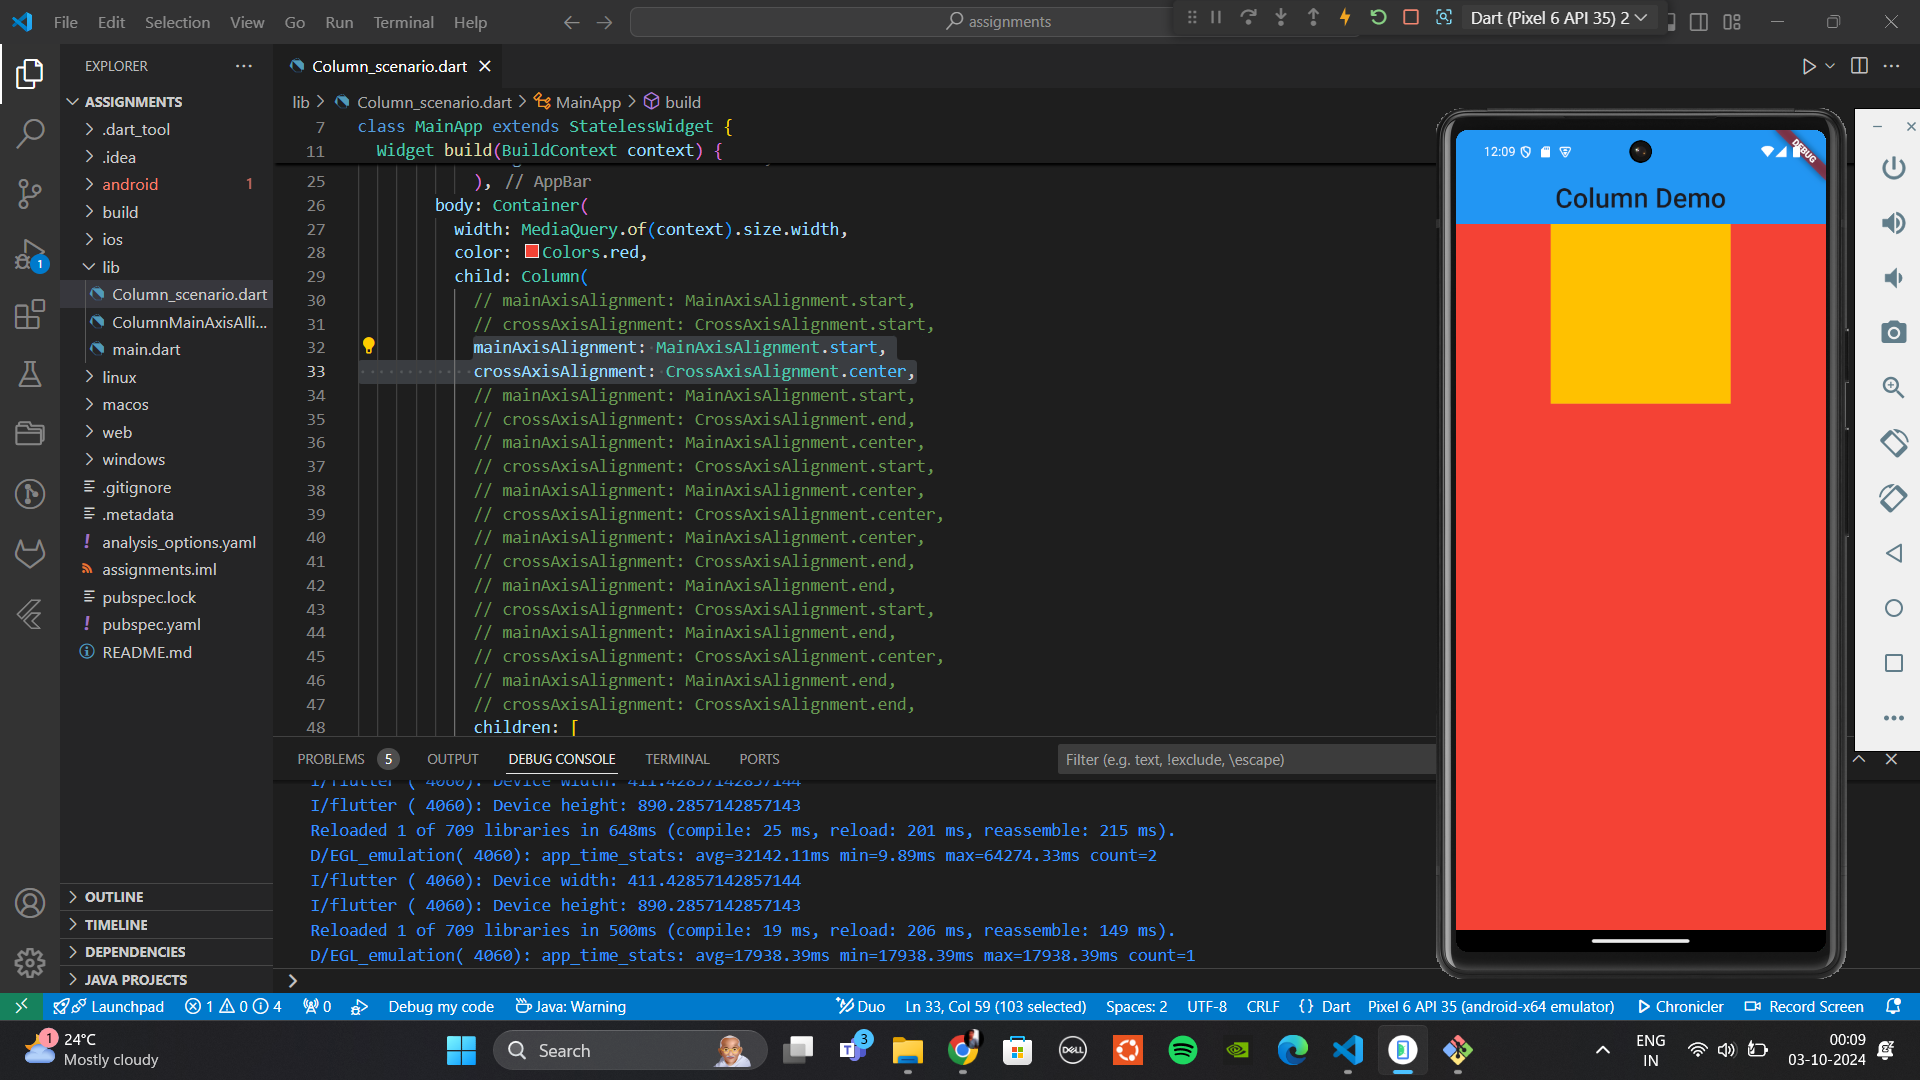 File Edit Selection View Go Run Terminal Help
assignments
Dart (Pixel 6 API 35) 2
EXPLORER
ASSIGNMENTS
.dart_tool
.idea
android 1
build
ios
lib
Column_scenario.dart
ColumnMainAxisAlli...
main.dart
linux
macos
web
windows
.gitignore
.metadata
analysis_options.yaml
assignments.iml
pubspec.lock
pubspec.yaml
README.md
OUTLINE
TIMELINE
DEPENDENCIES
JAVA PROJECTS
1
Column_scenario.dart
lib > Column_scenario.dart > MainApp > build
7 class MainApp extends StatelessWidget {
11 Widget build(BuildContext context) {
25 ), // AppBar
26 body: Container(
27 width: MediaQuery.of(context).size.width,
28 color: Colors.red,
29 child: Column(
30 // mainAxisAlignment: MainAxisAlignment.start,
31 // crossAxisAlignment: CrossAxisAlignment.start,
32 mainAxisAlignment: MainAxisAlignment.start,
33 crossAxisAlignment: CrossAxisAlignment.center,
34 // mainAxisAlignment: MainAxisAlignment.start,
35 // crossAxisAlignment: CrossAxisAlignment.end,
36 // mainAxisAlignment: MainAxisAlignment.center,
37 // crossAxisAlignment: CrossAxisAlignment.start,
38 // mainAxisAlignment: MainAxisAlignment.center,
39 // crossAxisAlignment: CrossAxisAlignment.center,
40 // mainAxisAlignment: MainAxisAlignment.center,
41 // crossAxisAlignment: CrossAxisAlignment.end,
42 // mainAxisAlignment: MainAxisAlignment.end,
43 // crossAxisAlignment: CrossAxisAlignment.start,
44 // mainAxisAlignment: MainAxisAlignment.end,
45 // crossAxisAlignment: CrossAxisAlignment.center,
46 // mainAxisAlignment: MainAxisAlignment.end,
47 // crossAxisAlignment: CrossAxisAlignment.end,
48 children: [
PROBLEMS 5 OUTPUT DEBUG CONSOLE TERMINAL PORTS
Filter (e.g. text, !exclude, \escape)
I/flutter ( 4060): Device width: 411.42857142857144
I/flutter ( 4060): Device height: 890.2857142857143
Reloaded 1 of 709 libraries in 648ms (compile: 25 ms, reload: 201 ms, reassemble: 215 ms).
D/EGL_emulation( 4060): app_time_stats: avg=32142.11ms min=9.89ms max=64274.33ms count=2
I/flutter ( 4060): Device width: 411.42857142857144
I/flutter ( 4060): Device height: 890.2857142857143
Reloaded 1 of 709 libraries in 500ms (compile: 19 ms, reload: 206 ms, reassemble: 149 ms).
D/EGL_emulation( 4060): app_time_stats: avg=17938.39ms min=17938.39ms max=17938.39ms count=1
12:09
DEBUG
Column Demo
Launchpad 1 0 4 0 Debug my code Java: Warning Duo Ln 33, Col 59 (103 selected) Spaces: 2 UTF-8 CRLF {} Dart Pixel 6 API 35 (android-x64 emulator) Chronicler Record Screen
1
24°C
Mostly cloudy
Search
T
3
DELL
ENG
IN
00:09
03-10-2024